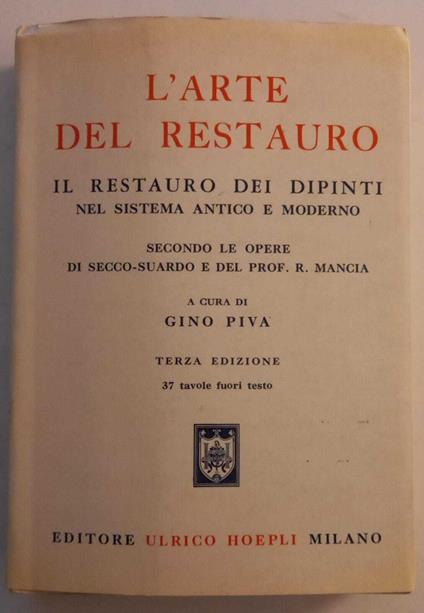 L'ARTE
DEL RESTAURO
IL RESTAURO DEI DIPINTI
NEL SISTEMA ANTICO E MODERNO
SECONDO LE OPERE
DI SECCO-SUARDO E DEL PROF. R. MANCIA
A CURA DI
GINO PIVA
TERZA EDIZIONE
37 tavole fuori testo
EDITORE ULRICO HOEPLI MILANO